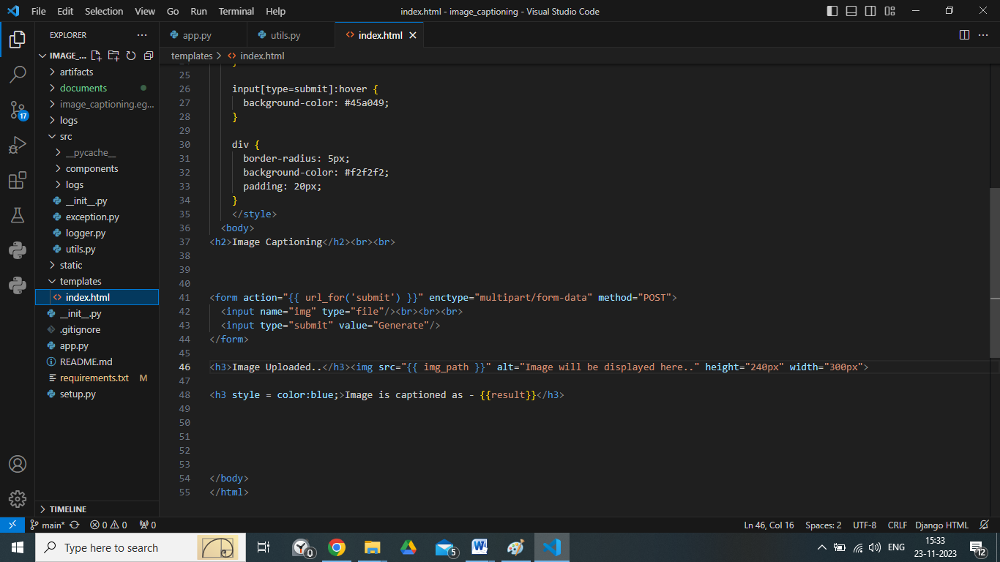 File Edit Selection View Go Run Terminal Help
index.html - image_captioning - Visual Studio Code
EXPLORER
IMAGE_...
artifacts
documents
image_captioning.eg...
logs
src
__pycache__
components
logs
__init__.py
exception.py
logger.py
utils.py
static
templates
index.html
__init__.py
.gitignore
app.py
README.md
requirements.txt M
setup.py
TIMELINE
17
app.py utils.py index.html
templates > index.html
25
26 input[type=submit]:hover {
27 background-color: #45a049;
28 }
29
30 div {
31 border-radius: 5px;
32 background-color: #f2f2f2;
33 padding: 20px;
34 }
35 </style>
36 <body>
37 <h2>Image Captioning</h2><br><br>
38
39
40
41 <form action="{{ url_for('submit') }}" enctype="multipart/form-data" method="POST">
42 <input name="img" type="file"/><br><br><br>
43 <input type="submit" value="Generate"/>
44 </form>
45
46 <h3>Image Uploaded..</h3><img src="{{ img_path }}" alt="Image will be displayed here.." height="240px" width="300px">
47
48 <h3 style = color:blue;>Image is captioned as - {{result}}</h3>
49
50
51
52
53
54 </body>
55 </html>
main* 0 0 0
Ln 46, Col 16 Spaces: 2 UTF-8 CRLF Django HTML
Type here to search
0
5
W
ENG
15:33
23-11-2023
12